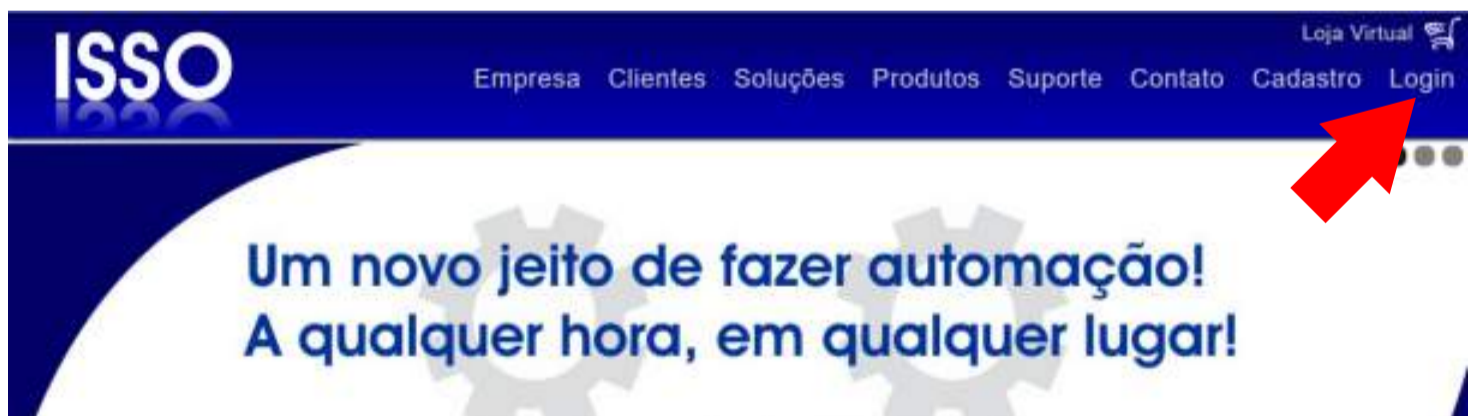 ISSO
Loja Virtual
Empresa Clientes Soluções Produtos Suporte Contato Cadastro Login
Um novo jeito de fazer automação!
A qualquer hora, em qualquer lugar!